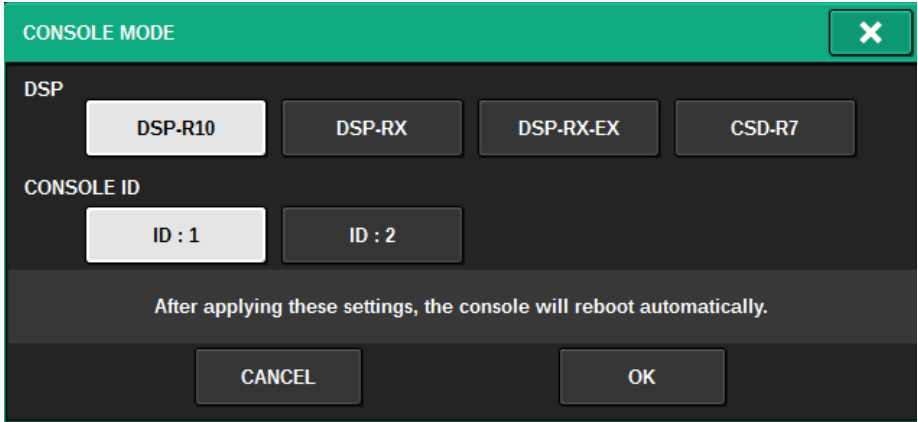 CONSOLE MODE
DSP
DSP-R10 DSP-RX DSP-RX-EX CSD-R7
CONSOLE ID
ID : 1 ID : 2
After applying these settings, the console will reboot automatically.
CANCEL OK